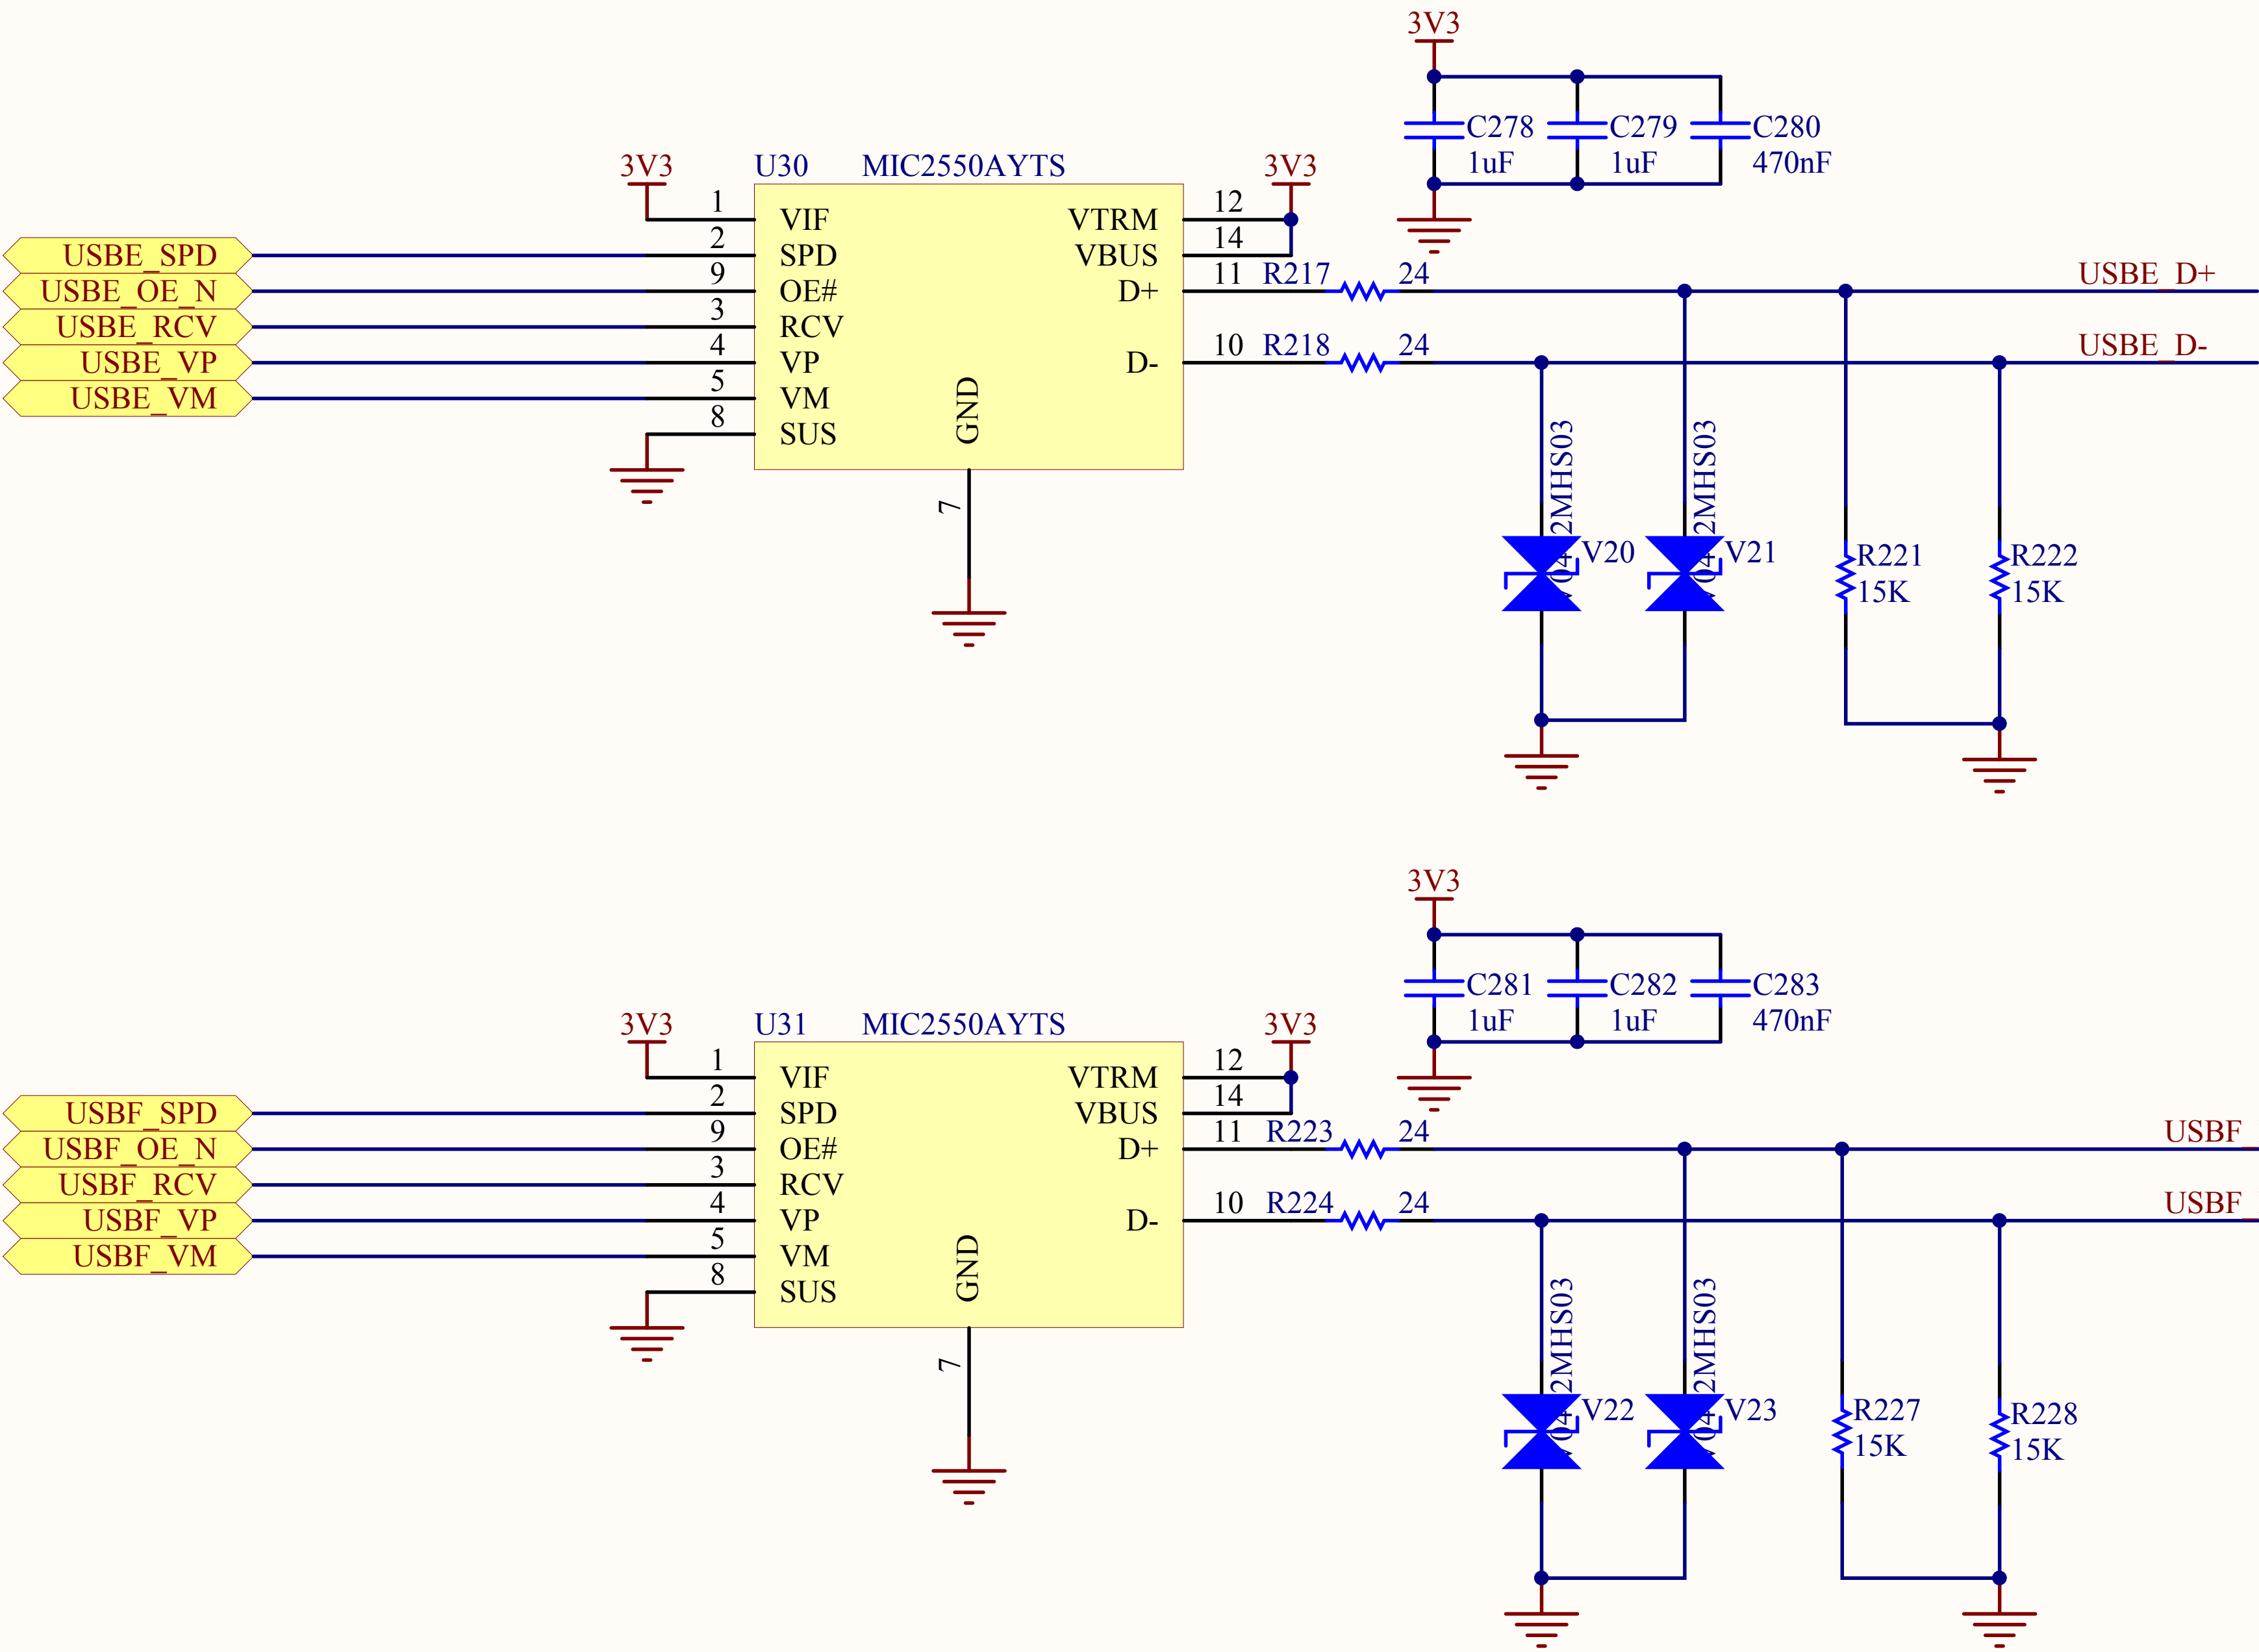 3V3
C278
C279
C280
1uF
1uF
470nF
3V3
U30
MIC2550AYTS
3V3
1
VIF
VTRM
12
USBE_SPD
2
SPD
VBUS
14
USBE_OE_N
9
OE#
D+
11
R217
24
USBE_D+
USBE_RCV
3
RCV
USBE_VP
4
VP
D-
10
R218
24
USBE_D-
USBE_VM
5
VM
8
SUS
GND
7
2MHS03
V20
2MHS03
V21
R221
15K
R222
15K
3V3
C281
C282
C283
1uF
1uF
470nF
3V3
U31
MIC2550AYTS
3V3
1
VIF
VTRM
12
USBF_SPD
2
SPD
VBUS
14
USBF_OE_N
9
OE#
D+
11
R223
24
USBF_
USBF_RCV
3
RCV
USBF_VP
4
VP
D-
10
R224
24
USBF_
USBF_VM
5
VM
8
SUS
GND
7
2MHS03
V22
2MHS03
V23
R227
15K
R228
15K